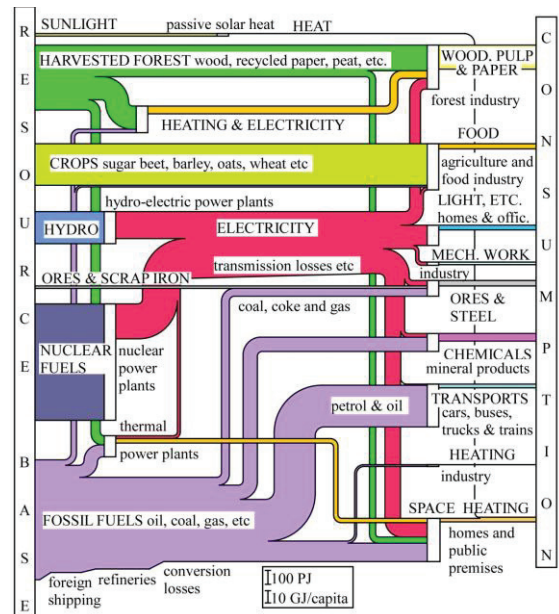 RESOURCE BASE
SUNLIGHT passive solar heat HEAT
HARVESTED FOREST wood, recycled paper, peat, etc.
WOOD, PULP
& PAPER
forest industry
HEATING & ELECTRICITY
FOOD
CROPS sugar beet, barley, oats, wheat etc
agriculture and
food industry
hydro-electric power plants
LIGHT, ETC.
homes & offic.
HYDRO
ELECTRICITY
MECH. WORK
transmission losses etc
industry
ORES & SCRAP IRON
coal, coke and gas
ORES &
STEEL
NUCLEAR
FUELS
nuclear
power
plants
CHEMICALS
mineral products
petrol & oil
TRANSPORTS
cars, buses,
trucks & trains
thermal
power plants
HEATING
industry
FOSSIL FUELS oil, coal, gas, etc
SPACE HEATING
homes and
public
premises
foreign
shipping
refineries
conversion
losses
100 PJ
10 GJ/capita
CONSUMPTION